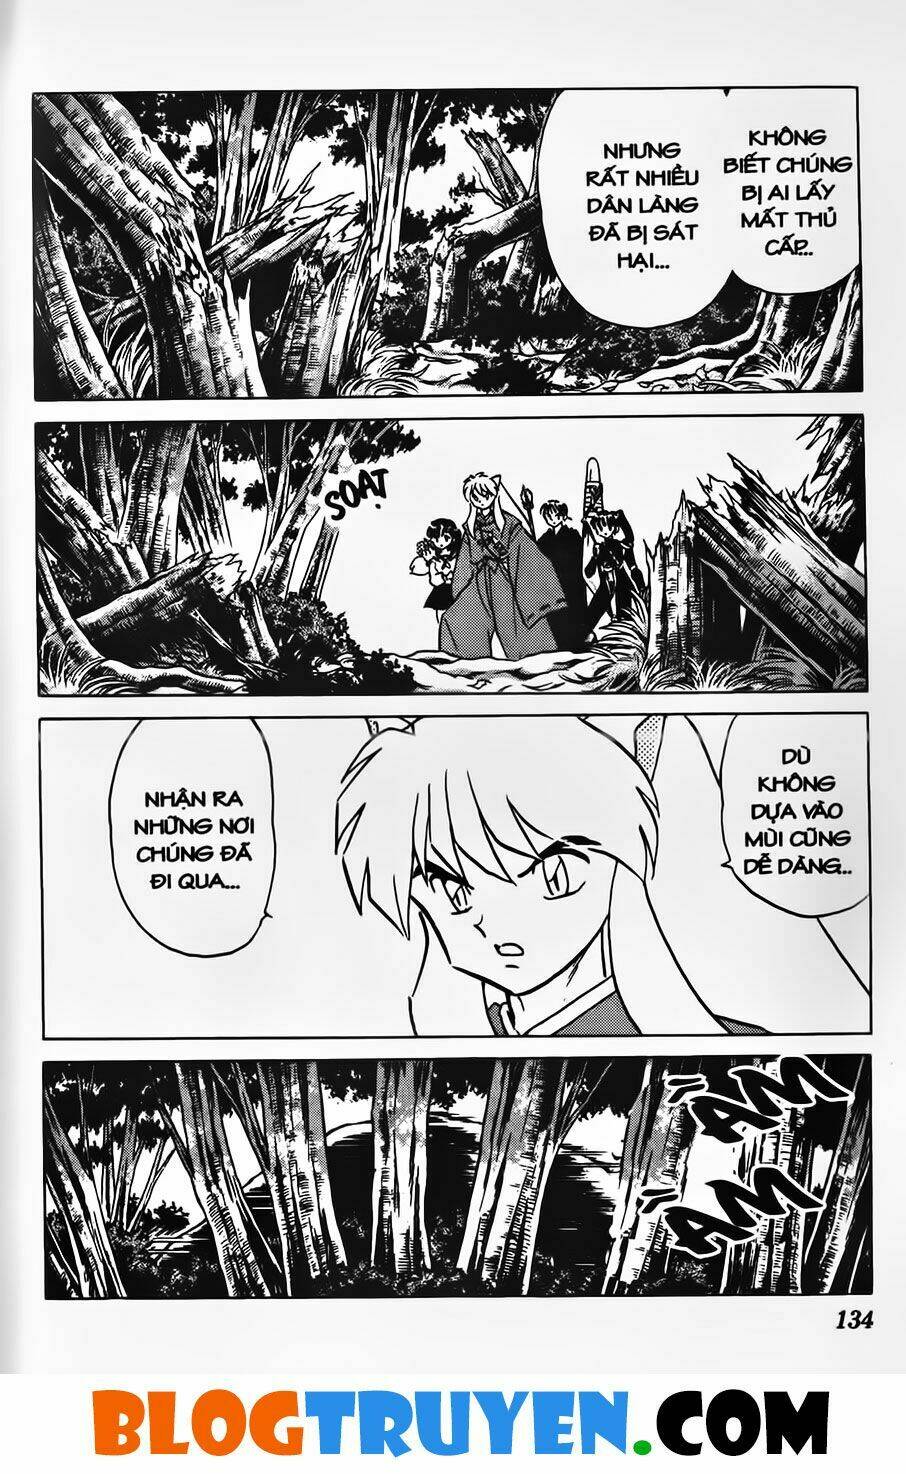 KHÔNG
BIẾT CHÚNG
BỊ AI LẤY
MẤT THỦ
CẤP...
NHƯNG
RẤT NHIỀU
DÂN LÀNG
ĐÃ BỊ SÁT
HẠI...
SOẠT
DÙ
KHÔNG
DỰA VÀO
MÙI CŨNG
DỄ DÀNG..
NHẬN RA
NHỮNG NƠI
CHÚNG ĐÃ
ĐI QUA...
ẦM
ẦM
134
BLOGTRUYEN.COM